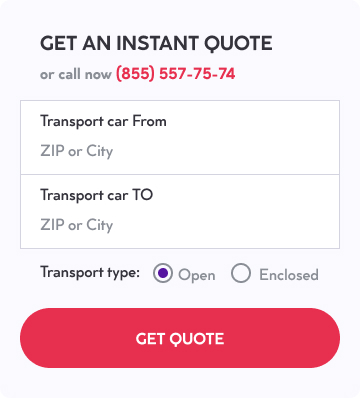 GET AN INSTANT QUOTE
or call now (855) 557-75-74
Transport car From
ZIP or City
Transport car TO
ZIP or City
Transport type: Open Enclosed
GET QUOTE